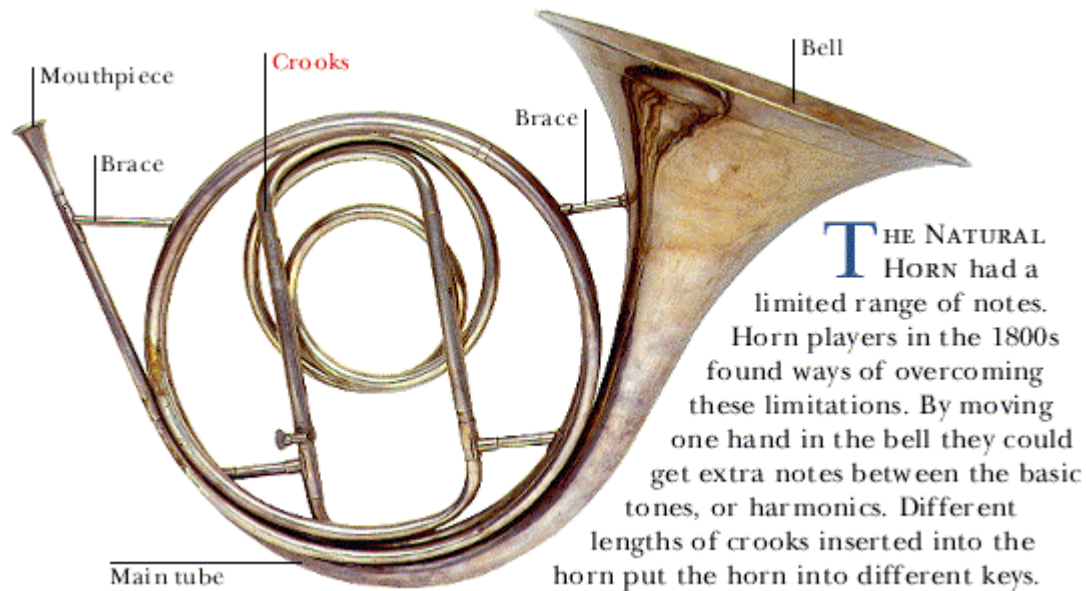 Bell
Crooks
Mouthpiece
Brace
Brace
THE NATURAL
HORN had a
limited range of notes.
Horn players in the 1800s
found ways of overcoming
these limitations. By moving
one hand in the bell they could
get extra notes between the basic
tones, or harmonics. Different
lengths of crooks inserted into the
horn put the horn into different keys.
Main tube